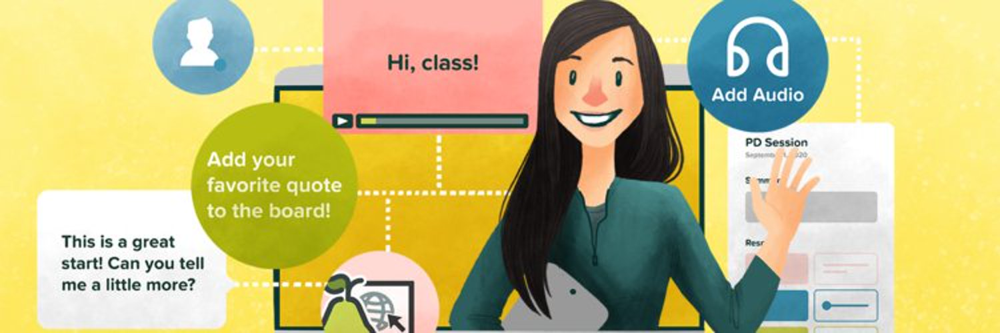 Hi, class!
Add Audio
PD Session
Add your
favorite quote
to the board!
This is a great
start! Can you tell
me a little more?